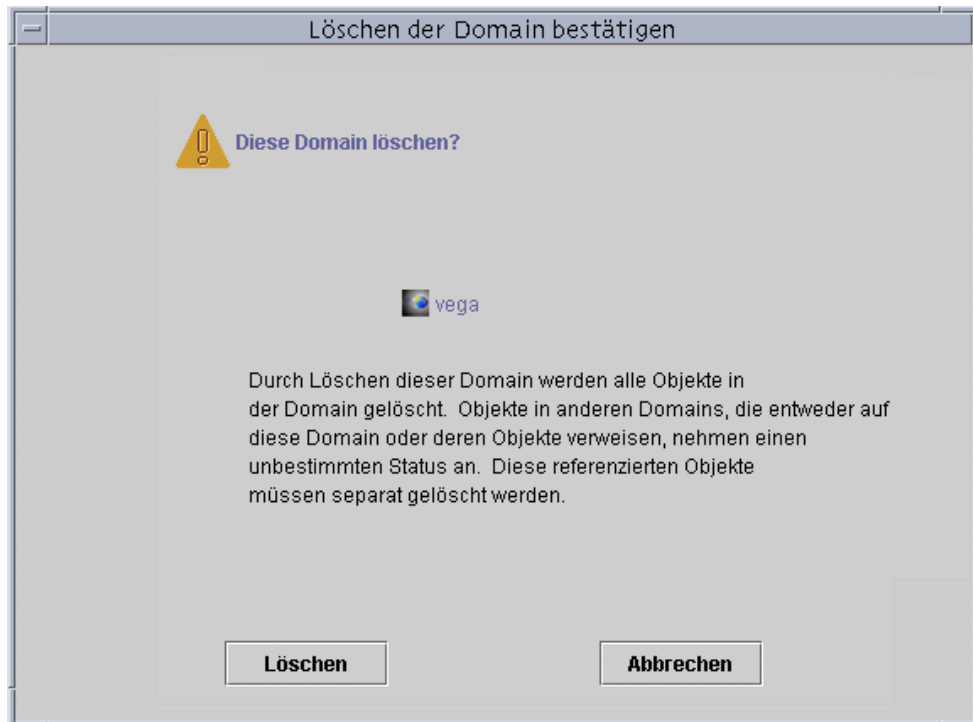 Löschen der Domain bestätigen
Diese Domain löschen?
vega
Durch Löschen dieser Domain werden alle Objekte in
der Domain gelöscht.  Objekte in anderen Domains, die entweder auf
diese Domain oder deren Objekte verweisen, nehmen einen
unbestimmten Status an.  Diese referenzierten Objekte
müssen separat gelöscht werden.
Löschen
Abbrechen